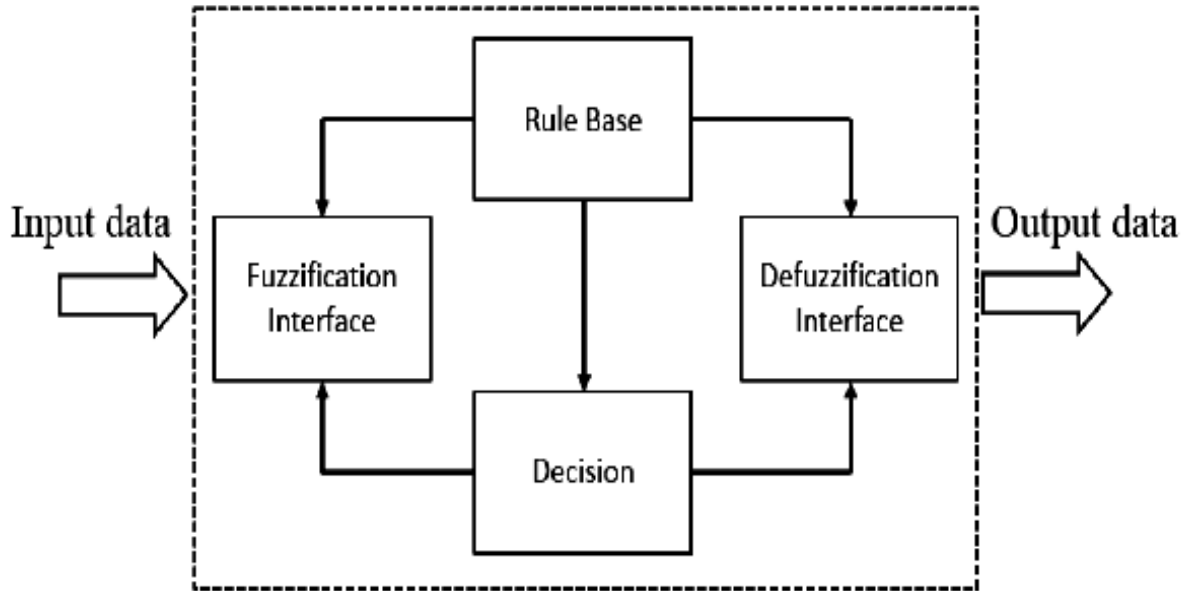 Rule Base
Input data
Fuzzification
Interface
Defuzzification
Interface
Output data
Decision